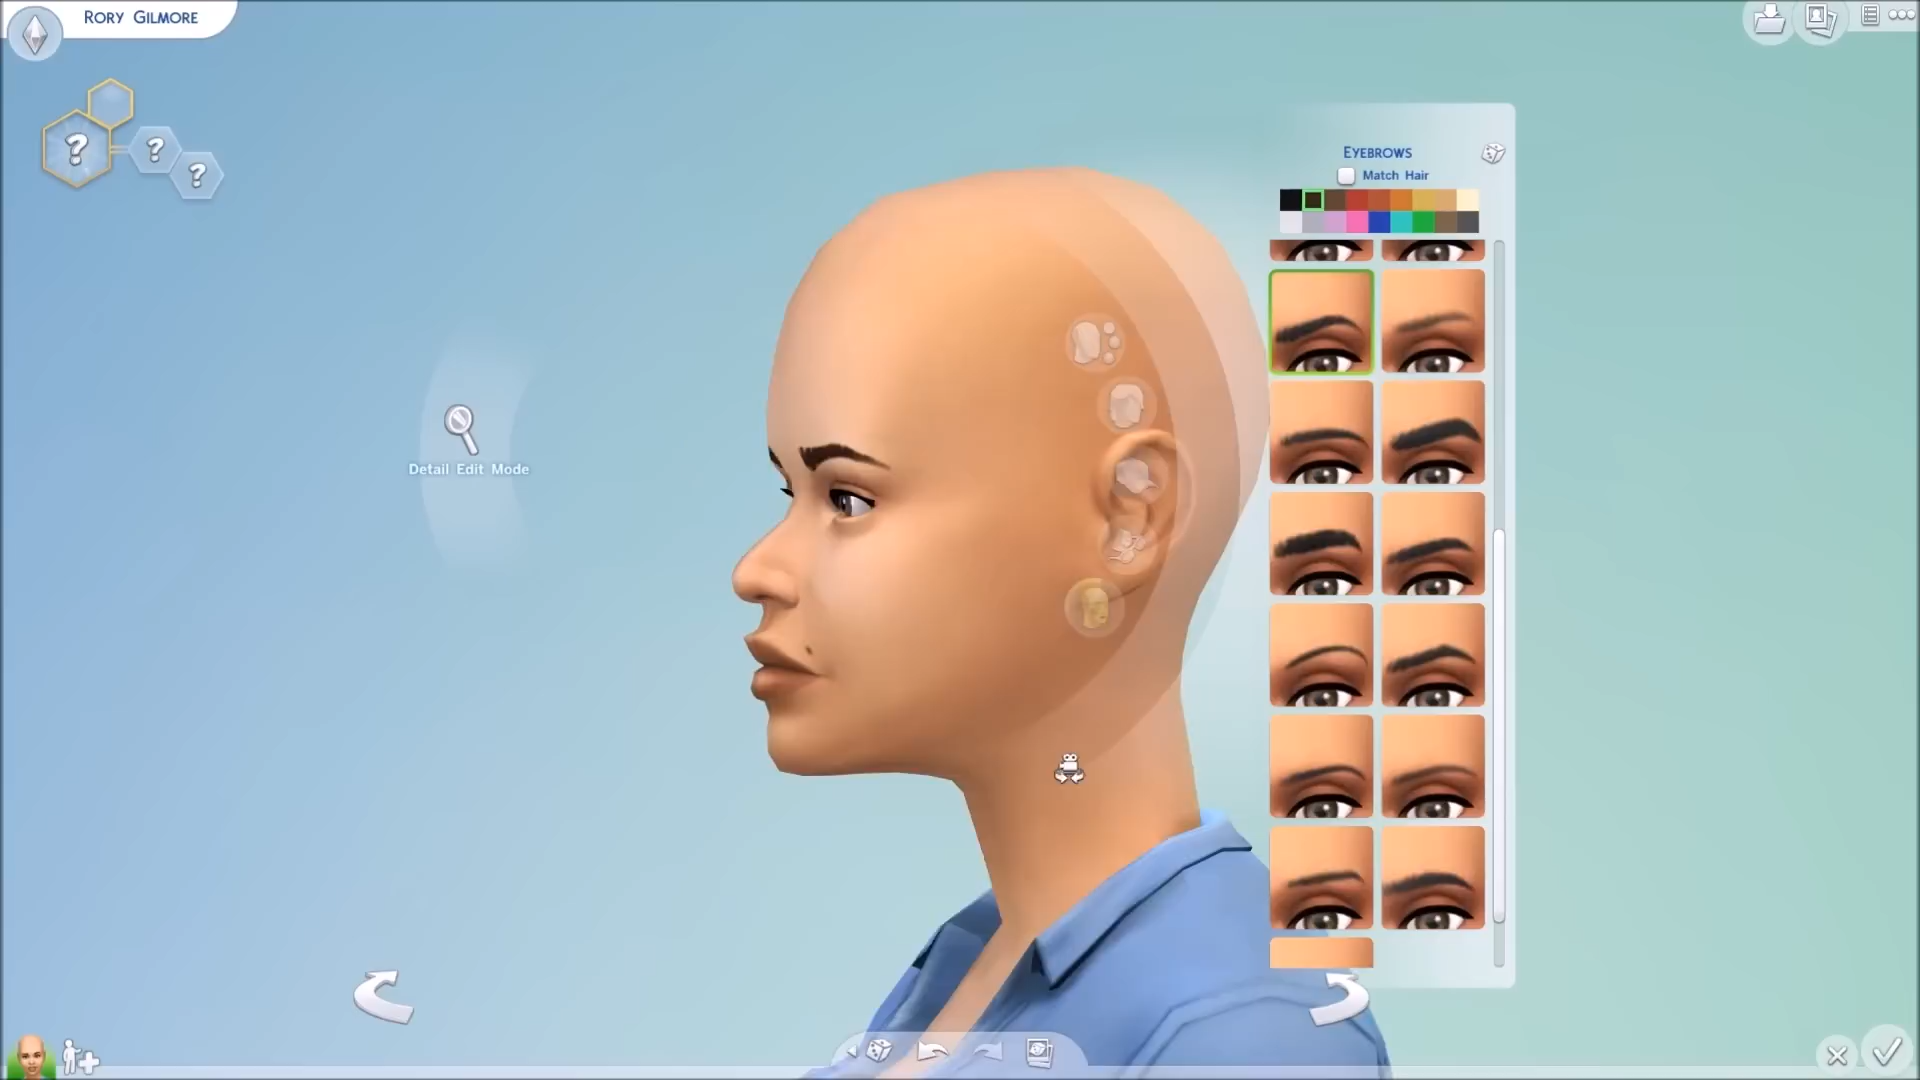 Rory Gilmore
Eyebrows
Match Hair
Detail Edit Mode
?
?
?